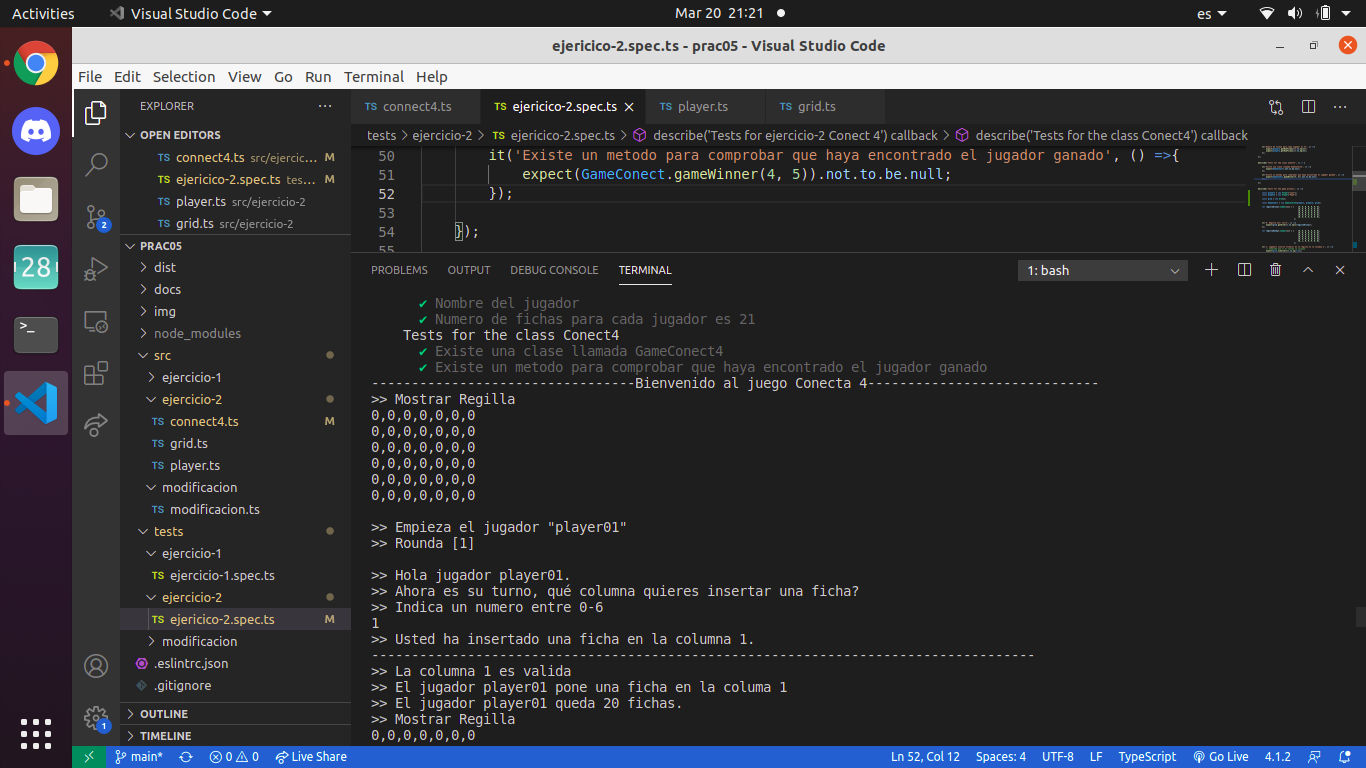 Activities
Visual Studio Code
Mar 20 21:21
es
ejericico-2.spec.ts - prac05 - Visual Studio Code
File Edit Selection View Go Run Terminal Help
EXPLORER
OPEN EDITORS
TS connect4.ts src/ejercic... M
TS ejericico-2.spec.ts tes... M
TS player.ts src/ejercicio-2
TS grid.ts src/ejercicio-2
PRAC05
dist
docs
img
node_modules
src
ejercicio-1
ejercicio-2
TS connect4.ts M
TS grid.ts
TS player.ts
modificacion
TS modificacion.ts
tests
ejercicio-1
TS ejercicio-1.spec.ts
ejercicio-2
TS ejericico-2.spec.ts M
modificacion
.eslintrc.json
.gitignore
OUTLINE
TIMELINE
28
>_
2
1
TS connect4.ts
TS ejericico-2.spec.ts
TS player.ts
TS grid.ts
tests > ejercicio-2 > TS ejericico-2.spec.ts > describe('Tests for ejercicio-2 Conect 4') callback > describe('Tests for the class Conect4') callback
50 it('Existe un metodo para comprobar que haya encontrado el jugador ganado', () =>{
51 expect(GameConect.gameWinner(4, 5)).not.to.be.null;
52 });
53
54 });
55
PROBLEMS OUTPUT DEBUG CONSOLE TERMINAL
1: bash
✔ Nombre del jugador
✔ Numero de fichas para cada jugador es 21
Tests for the class Conect4
✔ Existe una clase llamada GameConect4
✔ Existe un metodo para comprobar que haya encontrado el jugador ganado
---------------------------------Bienvenido al juego Conecta 4-----------------------------
>> Mostrar Regilla
0,0,0,0,0,0,0
0,0,0,0,0,0,0
0,0,0,0,0,0,0
0,0,0,0,0,0,0
0,0,0,0,0,0,0
0,0,0,0,0,0,0
>> Empieza el jugador "player01"
>> Rounda [1]
>> Hola jugador player01.
>> Ahora es su turno, qué columna quieres insertar una ficha?
>> Indica un numero entre 0-6
1
>> Usted ha insertado una ficha en la columna 1.
-----------------------------------------------------------------------------------
>> La columna 1 es valida
>> El jugador player01 pone una ficha en la columa 1
>> El jugador player01 queda 20 fichas.
>> Mostrar Regilla
0,0,0,0,0,0,0
main* 0 0 Live Share
Ln 52, Col 12 Spaces: 4 UTF-8 LF TypeScript Go Live 4.1.2